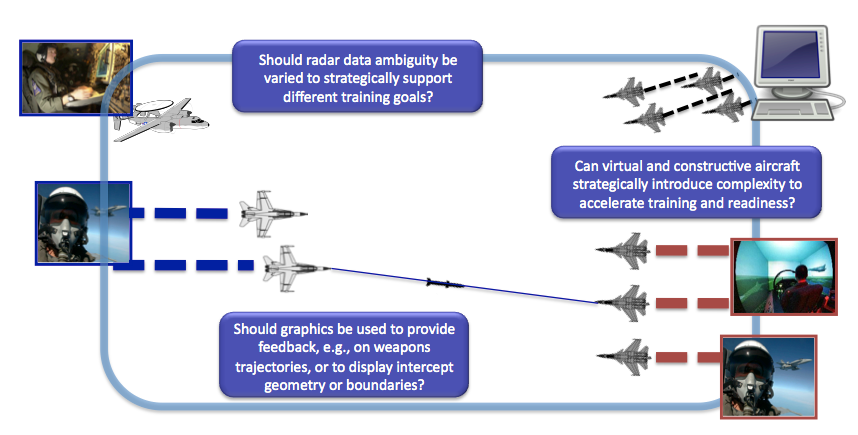 Should radar data ambiguity be
varied to strategically support
different training goals?
Can virtual and constructive aircraft
strategically introduce complexity to
accelerate training and readiness?
Should graphics be used to provide
feedback, e.g., on weapons
trajectories, or to display intercept
geometry or boundaries?